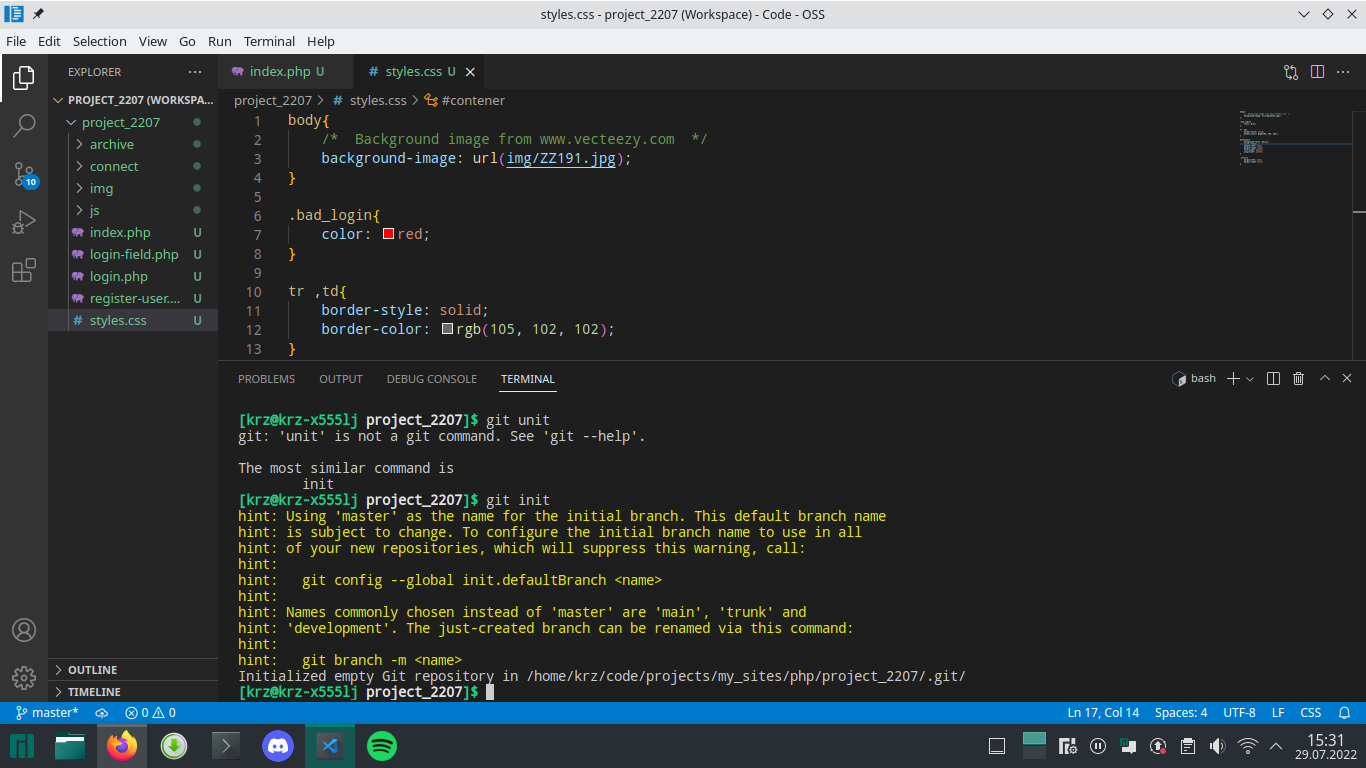 styles.css - project_2207 (Workspace) - Code - OSS
File Edit Selection View Go Run Terminal Help
EXPLORER
PROJECT_2207 (WORKSPA...
project_2207
archive
connect
img
js
index.php U
login-field.php U
login.php U
register-user.... U
styles.css U
OUTLINE
TIMELINE
10
index.php U styles.css U
project_2207 > # styles.css > #contener
1 body{
2 /*  Background image from www.vecteezy.com  */
3 background-image: url(img/ZZ191.jpg);
4 }
5
6 .bad_login{
7 color: red;
8 }
9
10 tr ,td{
11 border-style: solid;
12 border-color: rgb(105, 102, 102);
13 }
PROBLEMS OUTPUT DEBUG CONSOLE TERMINAL
bash
[krz@krz-x555lj project_2207]$ git unit
git: 'unit' is not a git command. See 'git --help'.
The most similar command is
init
[krz@krz-x555lj project_2207]$ git init
hint: Using 'master' as the name for the initial branch. This default branch name
hint: is subject to change. To configure the initial branch name to use in all
hint: of your new repositories, which will suppress this warning, call:
hint:
hint:   git config --global init.defaultBranch <name>
hint:
hint: Names commonly chosen instead of 'master' are 'main', 'trunk' and
hint: 'development'. The just-created branch can be renamed via this command:
hint:
hint:   git branch -m <name>
Initialized empty Git repository in /home/krz/code/projects/my_sites/php/project_2207/.git/
[krz@krz-x555lj project_2207]$
master* 0 0 Ln 17, Col 14 Spaces: 4 UTF-8 LF CSS
15:31
29.07.2022